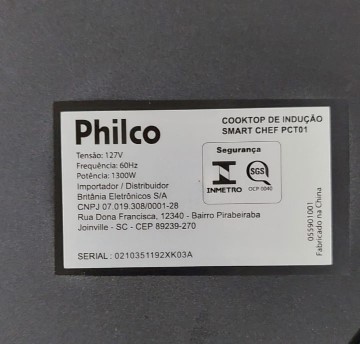 Philco
COOKTOP DE INDUÇÃO
SMART CHEF PCT01
Tensão: 127V
Frequência: 60Hz
Potência: 1300W
Importador / Distribuidor
Britânia Eletrônicos S/A
CNPJ 07.019.308/0001-28
Rua Dona Francisca, 12340 - Bairro Pirabeiraba
Joinville - SC - CEP 89239-270
SERIAL: 0210351192XK03A
Segurança
INMETRO
SGS
OCP 0040
055901001
Fabricado na China